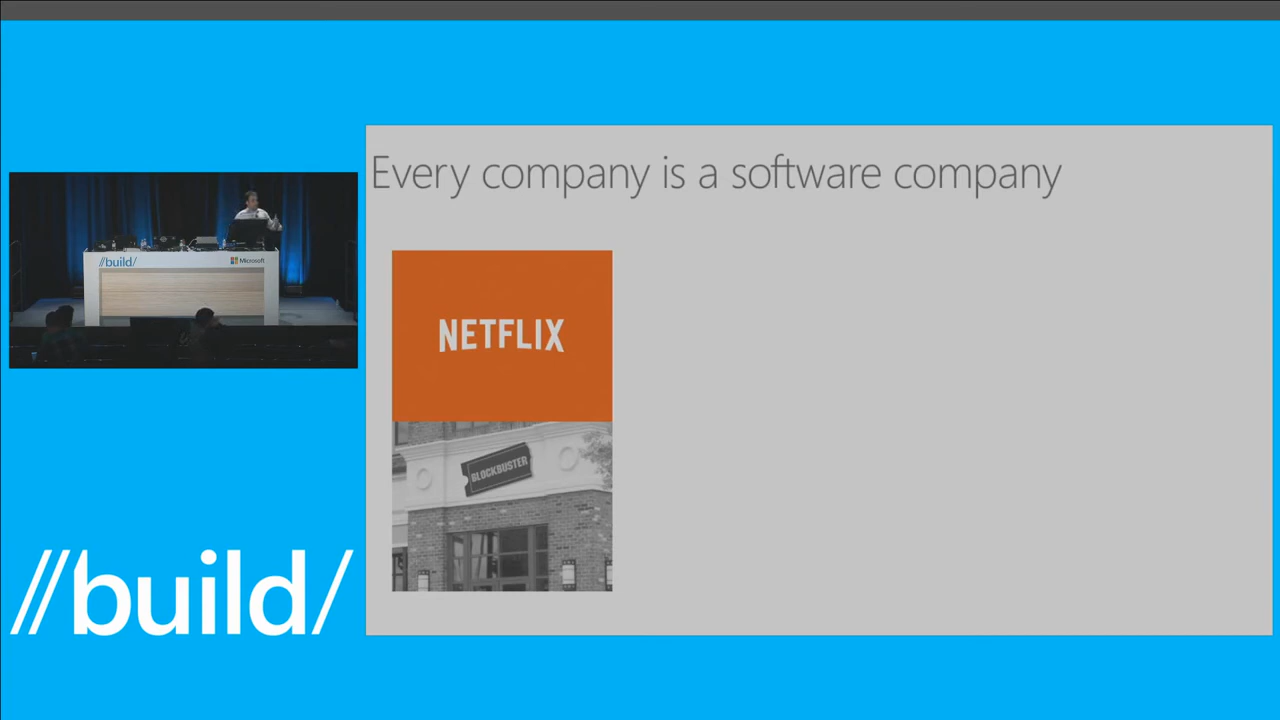 Every company is a software company
NETFLIX
BLOCKBUSTER
//build/
Microsoft
//build/